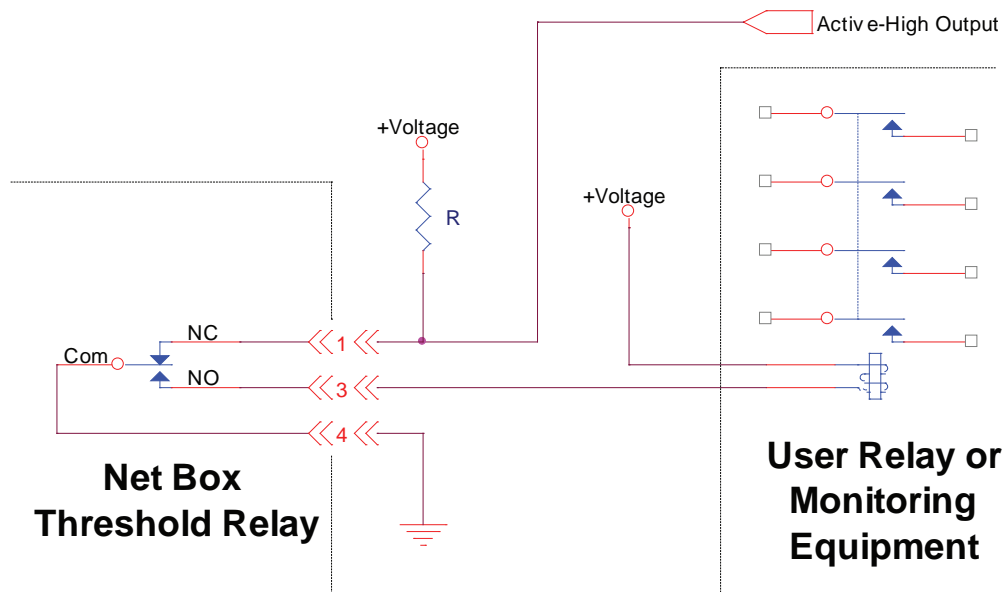 Active-High Output
+Voltage
+Voltage
R
NC
1
Com
NO
3
4
Net Box
Threshold Relay
User Relay or
Monitoring
Equipment